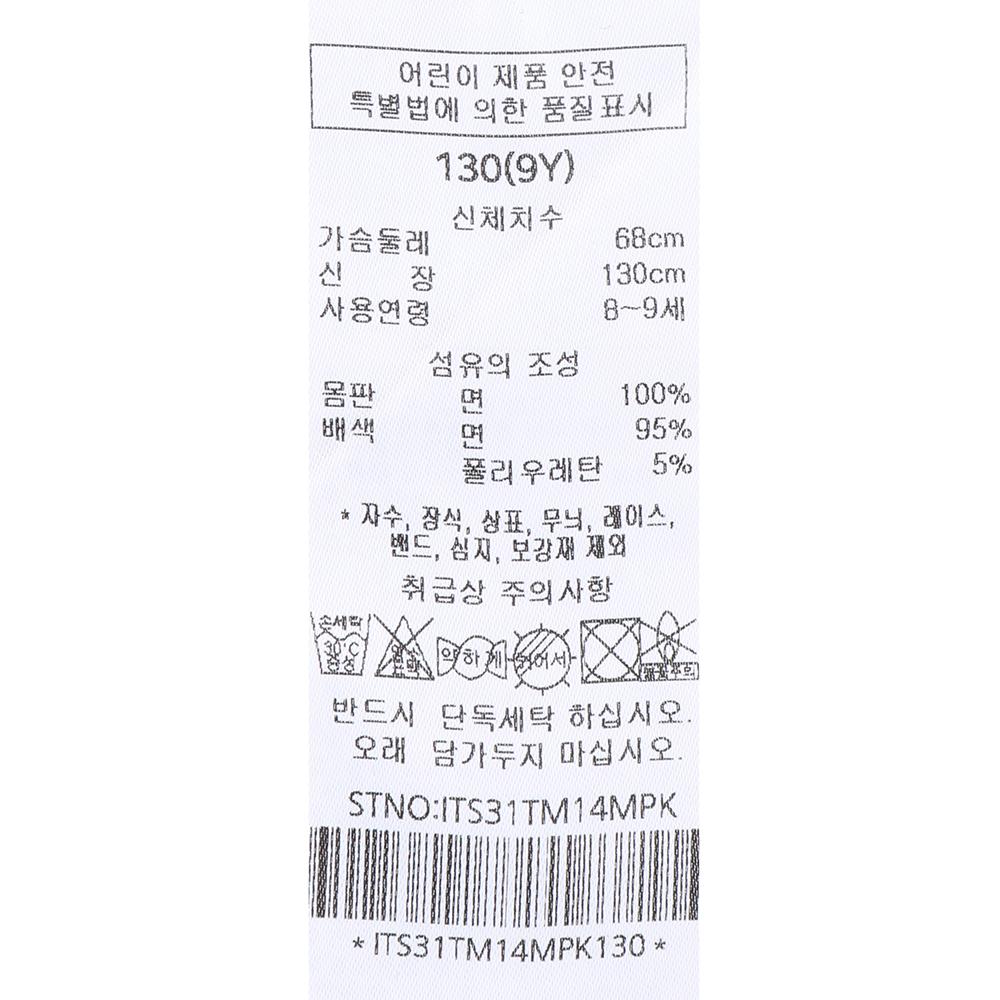 어린이 제품 안전
특별법에 의한 품질표시
130(9Y)
신체치수
가슴둘레 68cm
신 장 130cm
사용연령 8~9세
섬유의 조성
몸판 면 100%
배색 면 95%
폴리우레탄 5%
* 자수, 장식, 상표, 무늬, 레이스,
밴드, 심지, 보강재 제외
취급상 주의사항
손세탁
30℃
중성
약하게
뉘어서
반드시 단독세탁 하십시오.
오래 담가두지 마십시오.
STNO:ITS31TM14MPK
* ITS31TM14MPK130 *